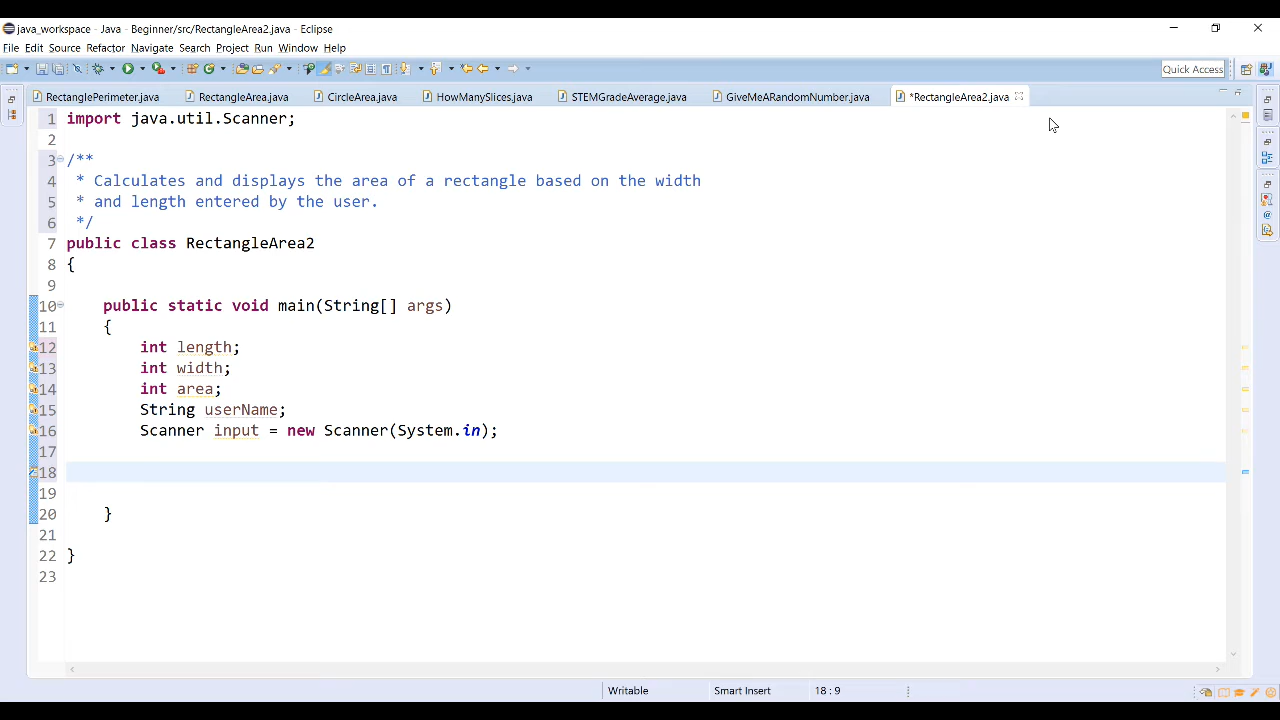 java_workspace - Java - Beginner/src/RectangleArea2.java - Eclipse
File Edit Source Refactor Navigate Search Project Run Window Help
Quick Access
RectanglePerimeter.java RectangleArea.java CircleArea.java HowManySlices.java STEMGradeAverage.java GiveMeARandomNumber.java *RectangleArea2.java
1 import java.util.Scanner;
2
3 /**
4 * Calculates and displays the area of a rectangle based on the width
5 * and length entered by the user.
6 */
7 public class RectangleArea2
8 {
9
10 public static void main(String[] args)
11 {
12 int length;
13 int width;
14 int area;
15 String userName;
16 Scanner input = new Scanner(System.in);
17
18
19
20 }
21
22 }
23
Writable Smart Insert 18 : 9